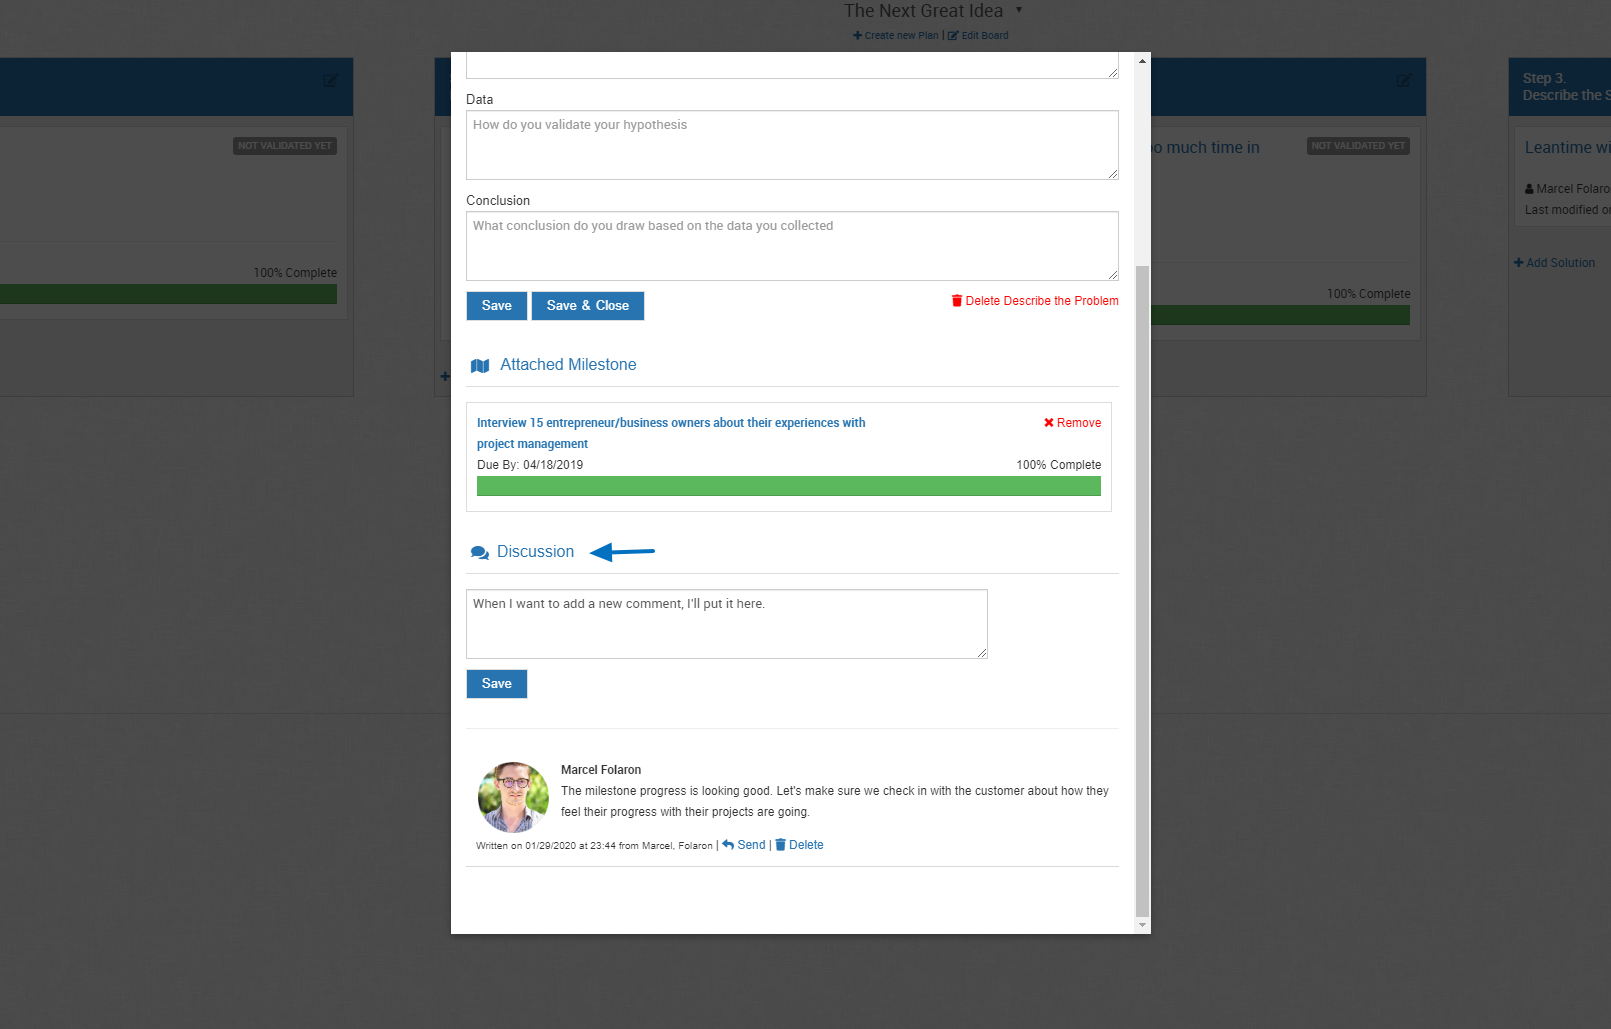 The Next Great Idea
Create new Plan | Edit Board
Step 3.
Describe the S
NOT VALIDATED YET
100% Complete
oo much time in
NOT VALIDATED YET
100% Complete
Leantime wi
Marcel Folaro
Last modified or
Add Solution
Data
How do you validate your hypothesis
Conclusion
What conclusion do you draw based on the data you collected
Save
Save & Close
Delete Describe the Problem
Attached Milestone
Interview 15 entrepreneur/business owners about their experiences with
project management
Remove
Due By: 04/18/2019
100% Complete
Discussion
When I want to add a new comment, I'll put it here.
Save
Marcel Folaron
The milestone progress is looking good. Let's make sure we check in with the customer about how they
feel their progress with their projects are going.
Written on 01/29/2020 at 23:44 from Marcel, Folaron | Send | Delete